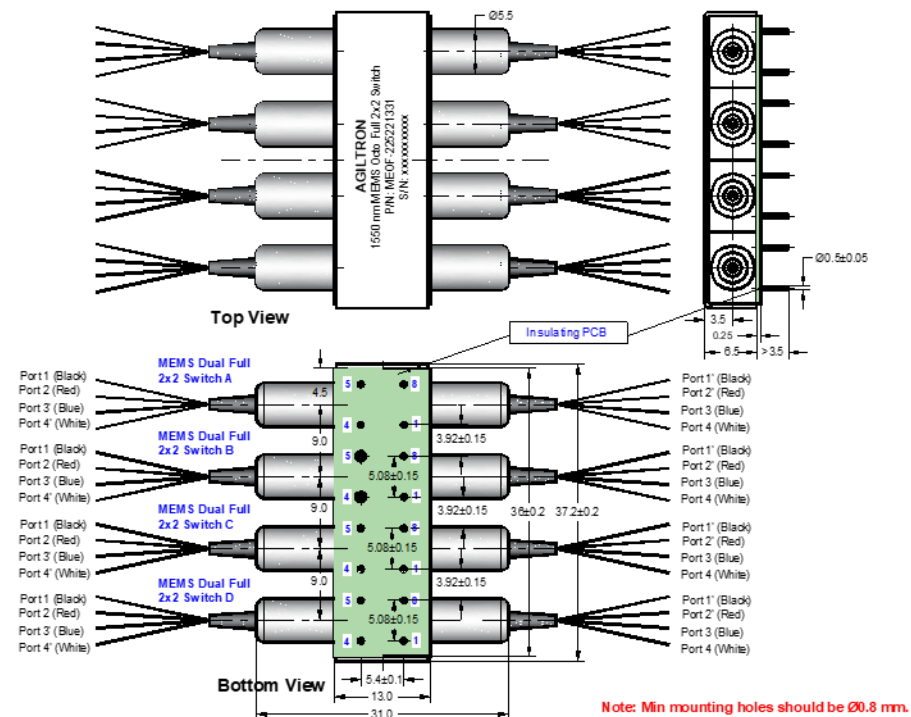 Ø5.5
AGILTRON
1550 nm MEMS Octo Full 2x2 Switch
P/N: MEOF-225221331
S/N: xxxxxxxxxxx
Ø0.5±0.05
3.5
0.25
6.5
>3.5
Top View
Insulating PCB
MEMS Dual Full
2x2 Switch A
Port 1 (Black)
Port 2 (Red)
Port 3' (Blue)
Port 4' (White)
4.5
5
8
4
1
Port 1' (Black)
Port 2' (Red)
Port 3 (Blue)
Port 4 (White)
9.0
3.92±0.15
MEMS Dual Full
2x2 Switch B
Port 1 (Black)
Port 2 (Red)
Port 3' (Blue)
Port 4' (White)
5
8
5.08±0.15
4
1
Port 1' (Black)
Port 2' (Red)
Port 3 (Blue)
Port 4 (White)
9.0
3.92±0.15
36±0.2
37.2±0.2
MEMS Dual Full
2x2 Switch C
Port 1 (Black)
Port 2 (Red)
Port 3' (Blue)
Port 4' (White)
5
8
5.08±0.15
4
1
Port 1' (Black)
Port 2' (Red)
Port 3 (Blue)
Port 4 (White)
9.0
3.92±0.15
MEMS Dual Full
2x2 Switch D
Port 1 (Black)
Port 2 (Red)
Port 3' (Blue)
Port 4' (White)
5
5.08±0.15
4
1
Port 1' (Black)
Port 2' (Red)
Port 3 (Blue)
Port 4 (White)
Bottom View
5.4±0.1
13.0
31.0
Note: Min mounting holes should be Ø0.8 mm.